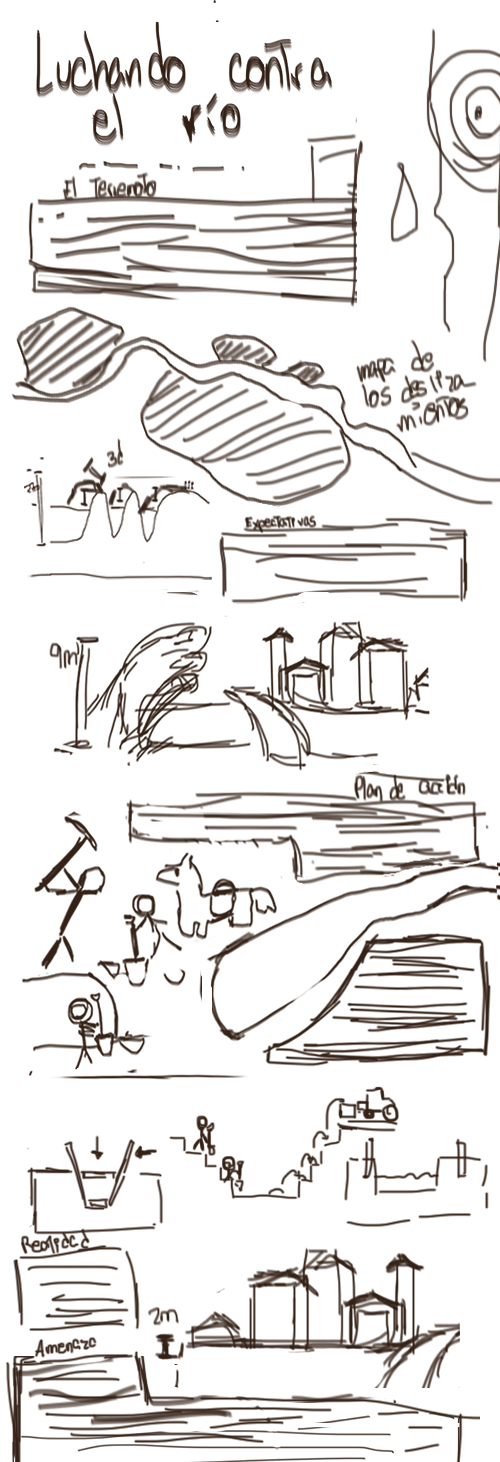 Luchando contra
el río
El Terremoto
mapa de
los desliza-
mientos
3d
Expectativas
9m
Plan de acción
Realidad
2m
Amenaza